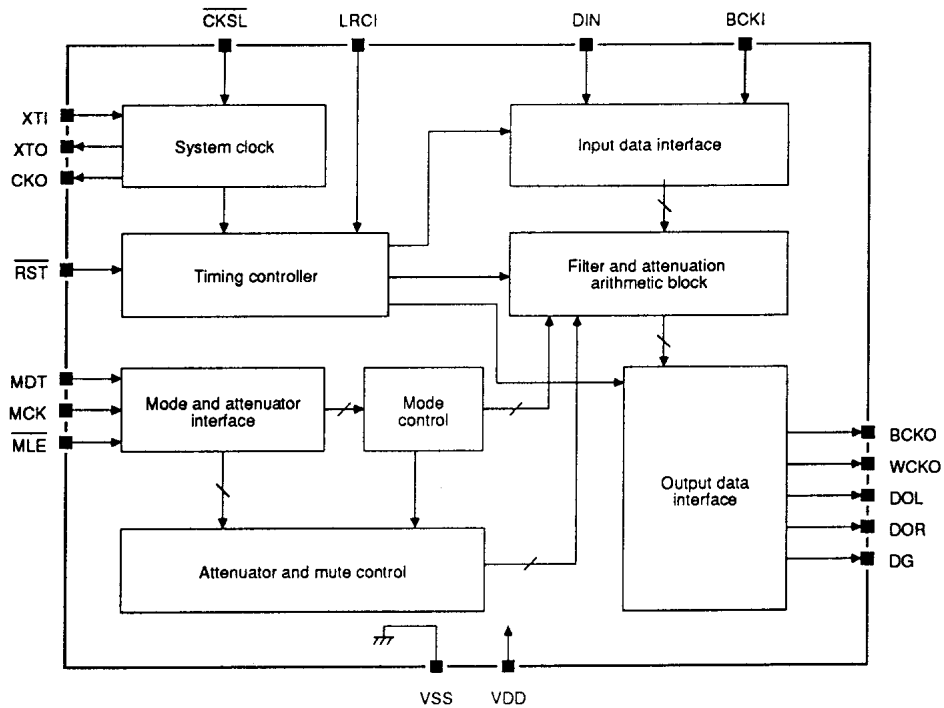 CKSL LRCI DIN BCKI
XTI
XTO
CKO
System clock
Input data interface
RST
Timing controller
Filter and attenuation
arithmetic block
MDT
MCK
MLE
Mode and attenuator
interface
Mode
control
Output data
interface
BCKO
WCKO
DOL
DOR
DG
Attenuator and mute control
VSS VDD